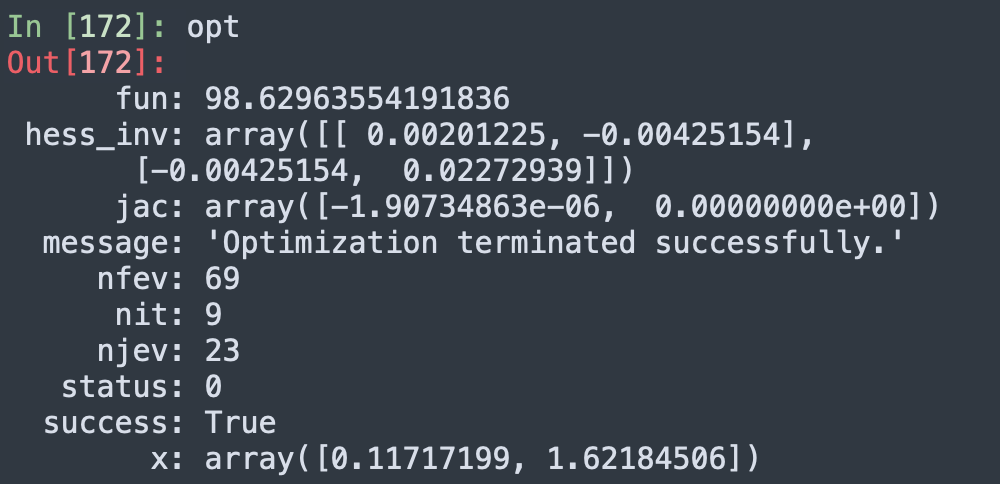 In [172]: opt
Out[172]:
fun: 98.62963554191836
hess_inv: array([[ 0.00201225, -0.00425154],
[-0.00425154,  0.02272939]])
jac: array([-1.90734863e-06,  0.00000000e+00])
message: 'Optimization terminated successfully.'
nfev: 69
nit: 9
njev: 23
status: 0
success: True
x: array([0.11717199, 1.62184506])